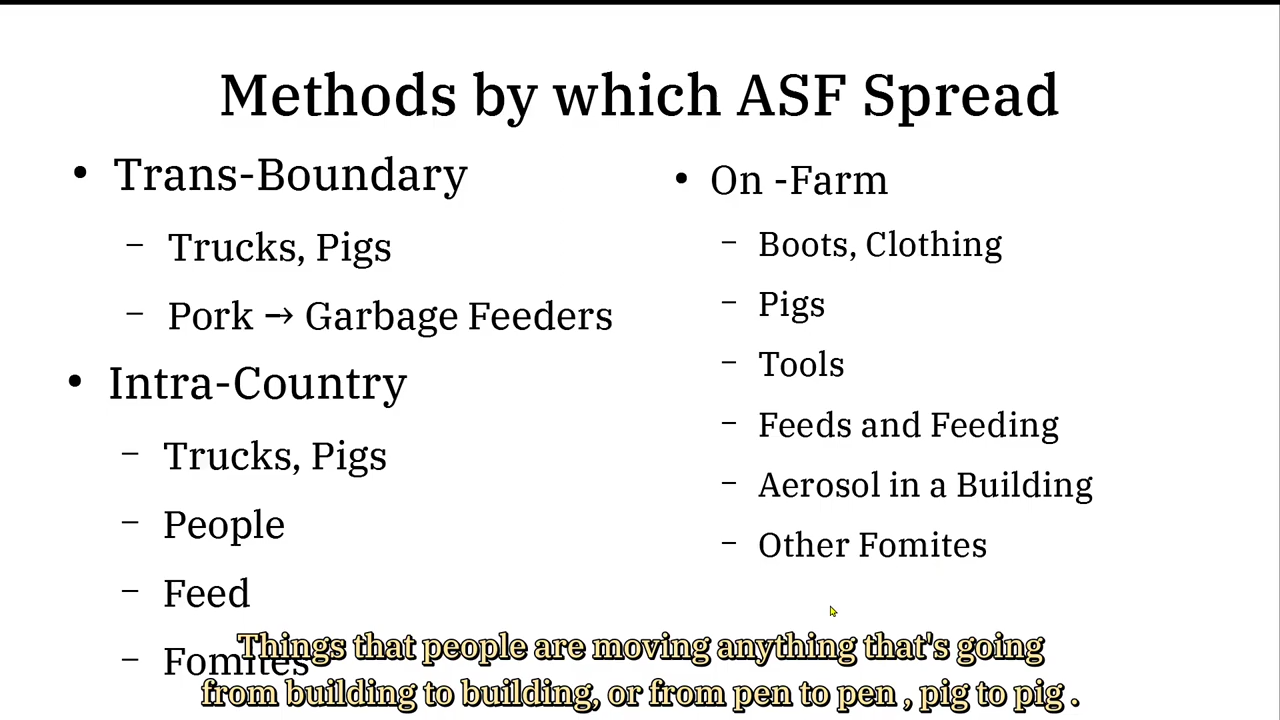 Methods by which ASF Spread
• Trans-Boundary
– Trucks, Pigs
– Pork → Garbage Feeders
• Intra-Country
– Trucks, Pigs
– People
– Feed
– Fomites
• On -Farm
– Boots, Clothing
– Pigs
– Tools
– Feeds and Feeding
– Aerosol in a Building
– Other Fomites
Things that people are moving anything that's going
from building to building, or from pen to pen , pig to pig .